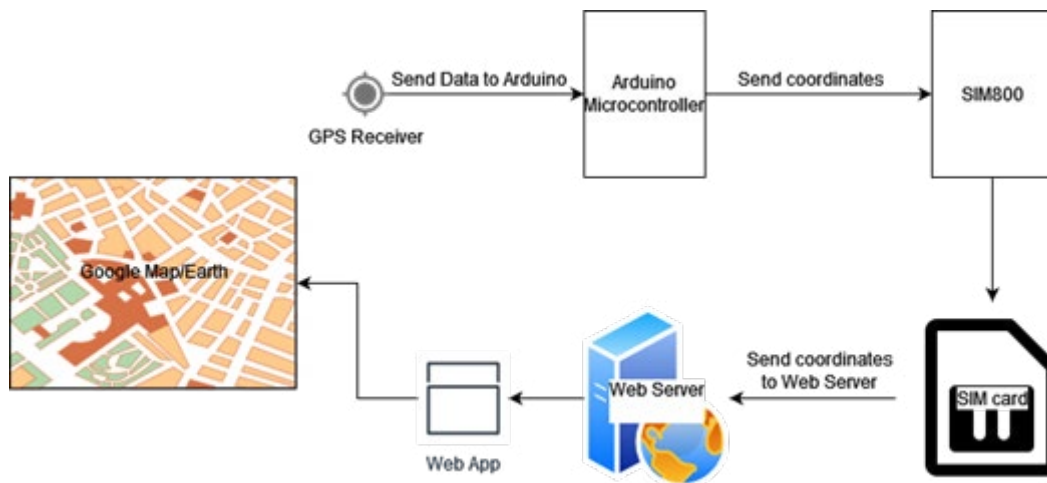 Send Data to Arduino
GPS Receiver
Arduino
Microcontroller
Send coordinates
SIM800
Google Map/Earth
Web App
Web Server
Send coordinates
to Web Server
SIM card